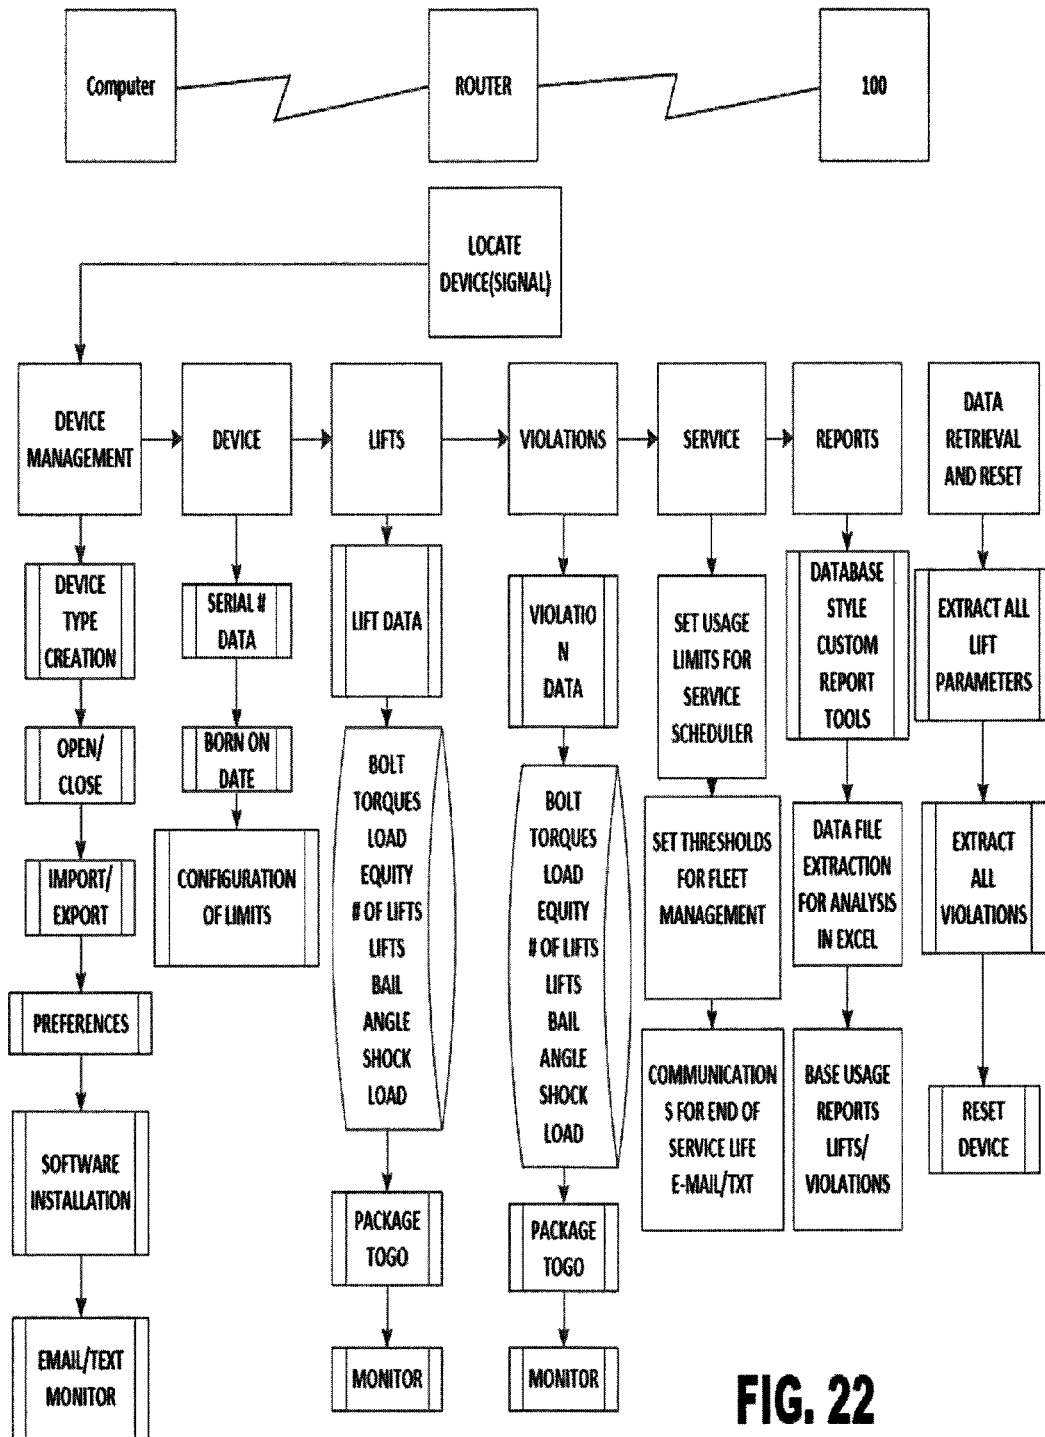 Computer
ROUTER
100
LOCATE
DEVICE(SIGNAL)
DEVICE
MANAGEMENT
DEVICE
LIFTS
VIOLATIONS
SERVICE
REPORTS
DATA
RETRIEVAL
AND RESET
DEVICE
TYPE
CREATION
OPEN/
CLOSE
IMPORT/
EXPORT
PREFERENCES
SOFTWARE
INSTALLATION
EMAIL/TEXT
MONITOR
SERIAL #
DATA
BORN ON
DATE
CONFIGURATION
OF LIMITS
LIFT DATA
BOLT
TORQUES
LOAD
EQUITY
# OF LIFTS
LIFTS
BAIL
ANGLE
SHOCK
LOAD
PACKAGE
TOGO
MONITOR
VIOLATIO
N
DATA
BOLT
TORQUES
LOAD
EQUITY
# OF LIFTS
LIFTS
BAIL
ANGLE
SHOCK
LOAD
PACKAGE
TOGO
MONITOR
SET USAGE
LIMITS FOR
SERVICE
SCHEDULER
SET THRESHOLDS
FOR FLEET
MANAGEMENT
COMMUNICATION
S FOR END OF
SERVICE LIFE
E-MAIL/TXT
DATABASE
STYLE
CUSTOM
REPORT
TOOLS
DATA FILE
EXTRACTION
FOR ANALYSIS
IN EXCEL
BASE USAGE
REPORTS
LIFTS/
VIOLATIONS
EXTRACT ALL
LIFT
PARAMETERS
EXTRACT
ALL
VIOLATIONS
RESET
DEVICE
FIG. 22